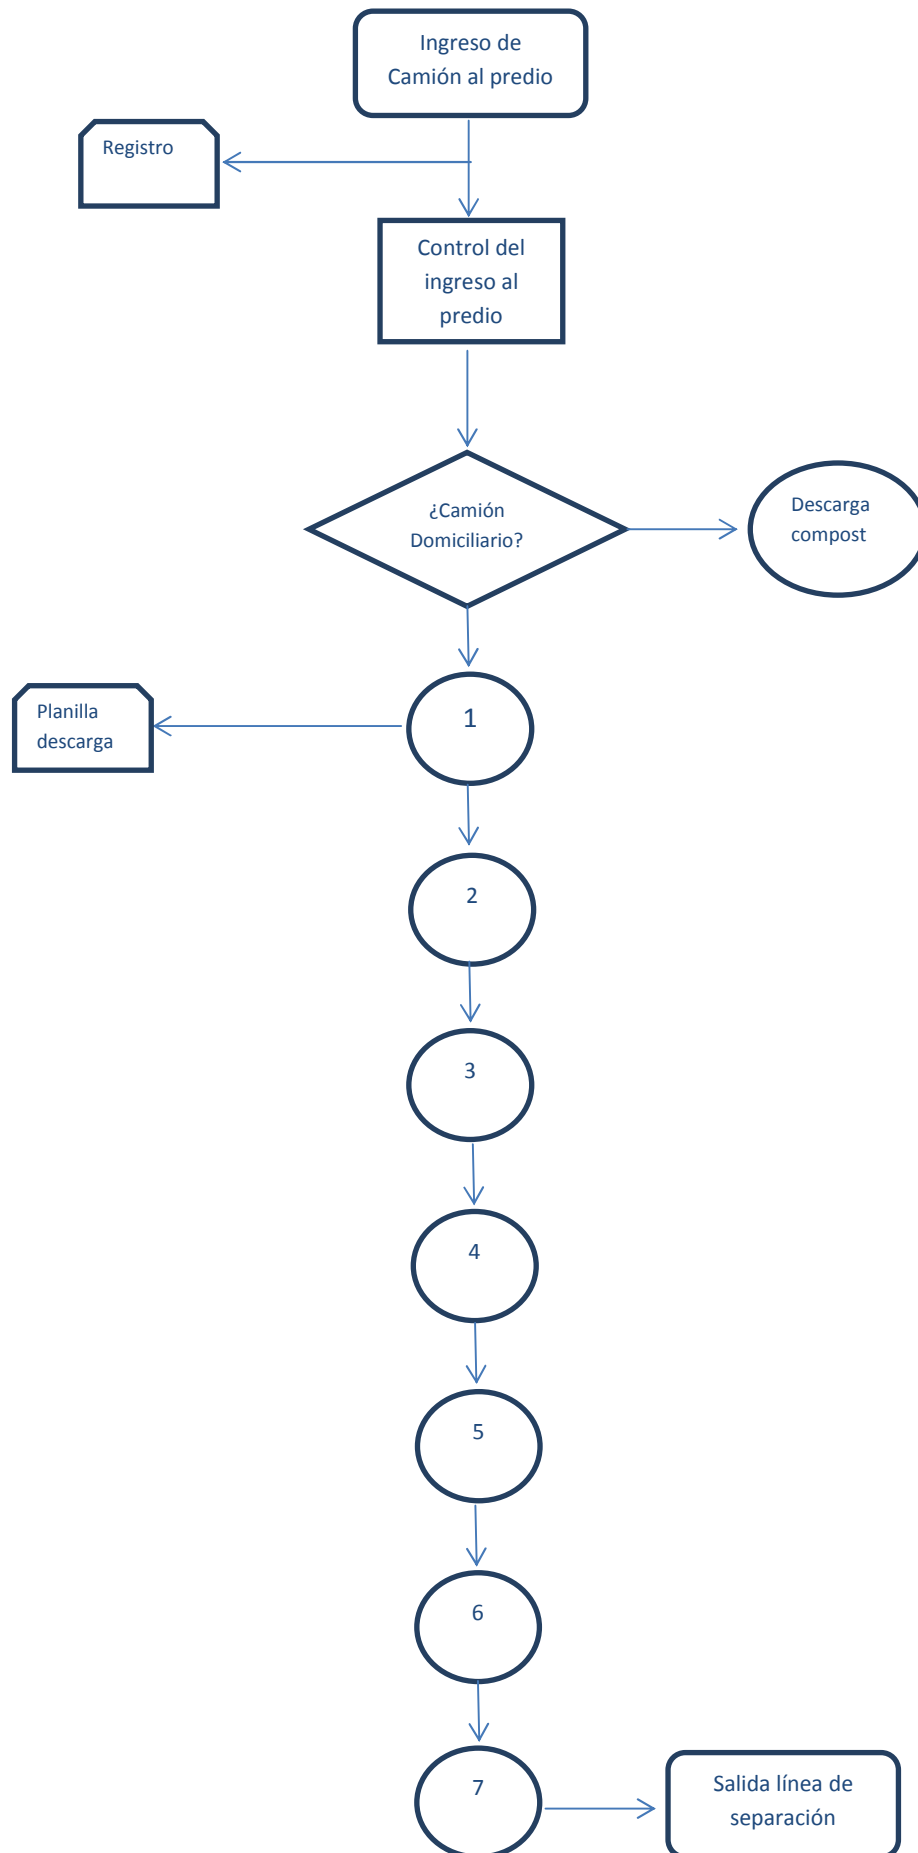 Ingreso de
Camión al predio
Registro
Control del
ingreso al
predio
¿Camión
Domiciliario?
Descarga
compost
1
Planilla
descarga
2
3
4
5
6
7
Salida línea de
separación